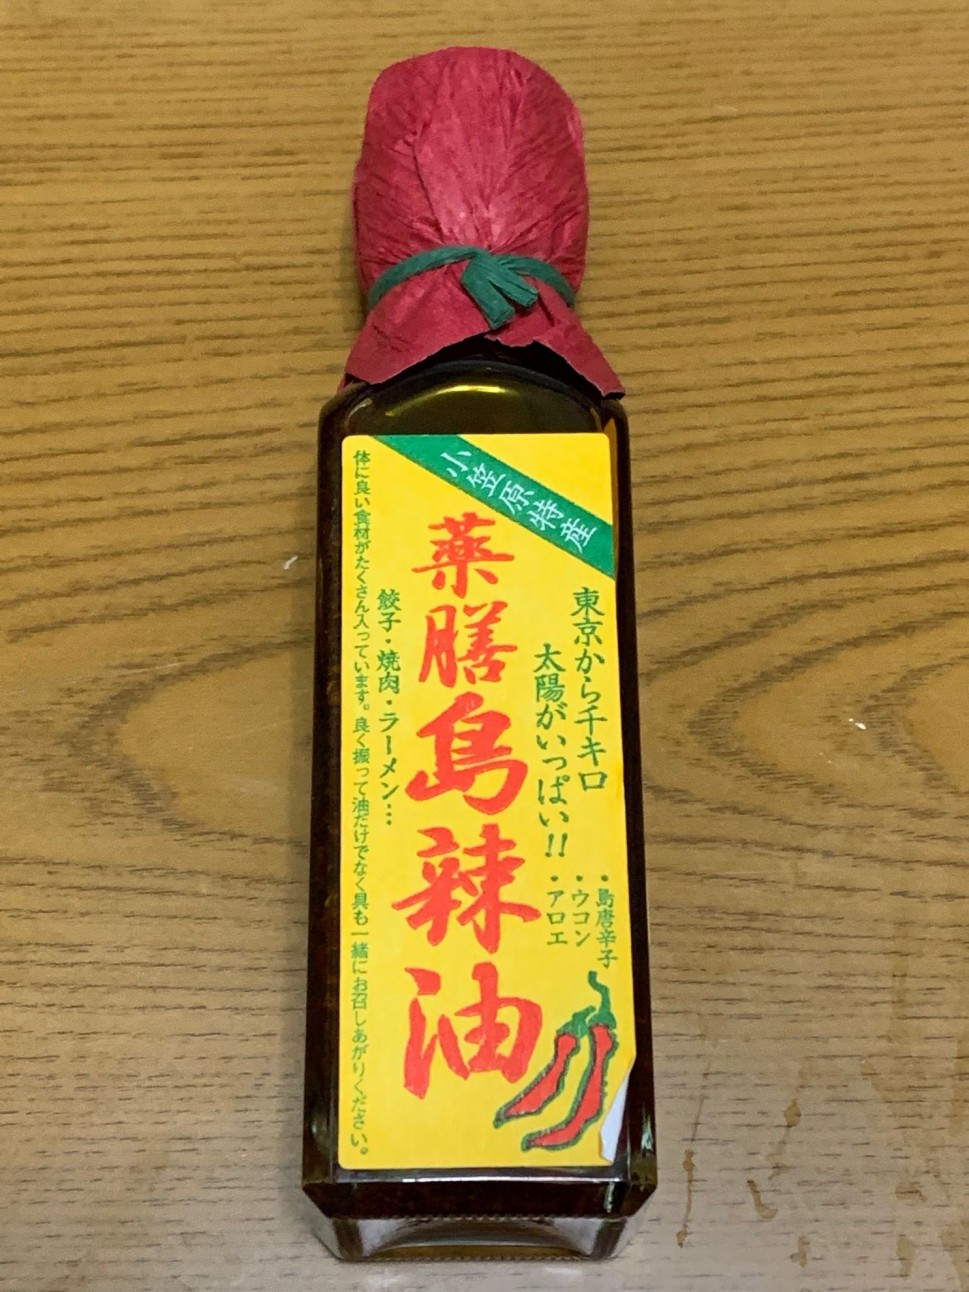 小笠原特産
東京から千キロ
太陽がいっぱい!!
・島唐辛子
・ウコン
・アロエ
薬膳島辣油
餃子・焼肉・ラーメン…
体に良い食材がたくさん入っています。良く振って油だけでなく具も一緒にお召しあがりください。